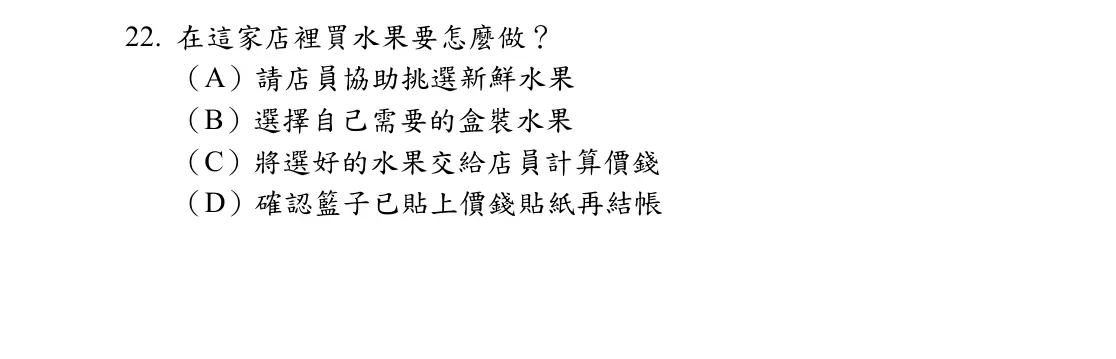 22. 在這家店裡買水果要怎麼做？
（A）請店員協助挑選新鮮水果
（B）選擇自己需要的盒裝水果
（C）將選好的水果交給店員計算價錢
（D）確認籃子已貼上價錢貼紙再結帳